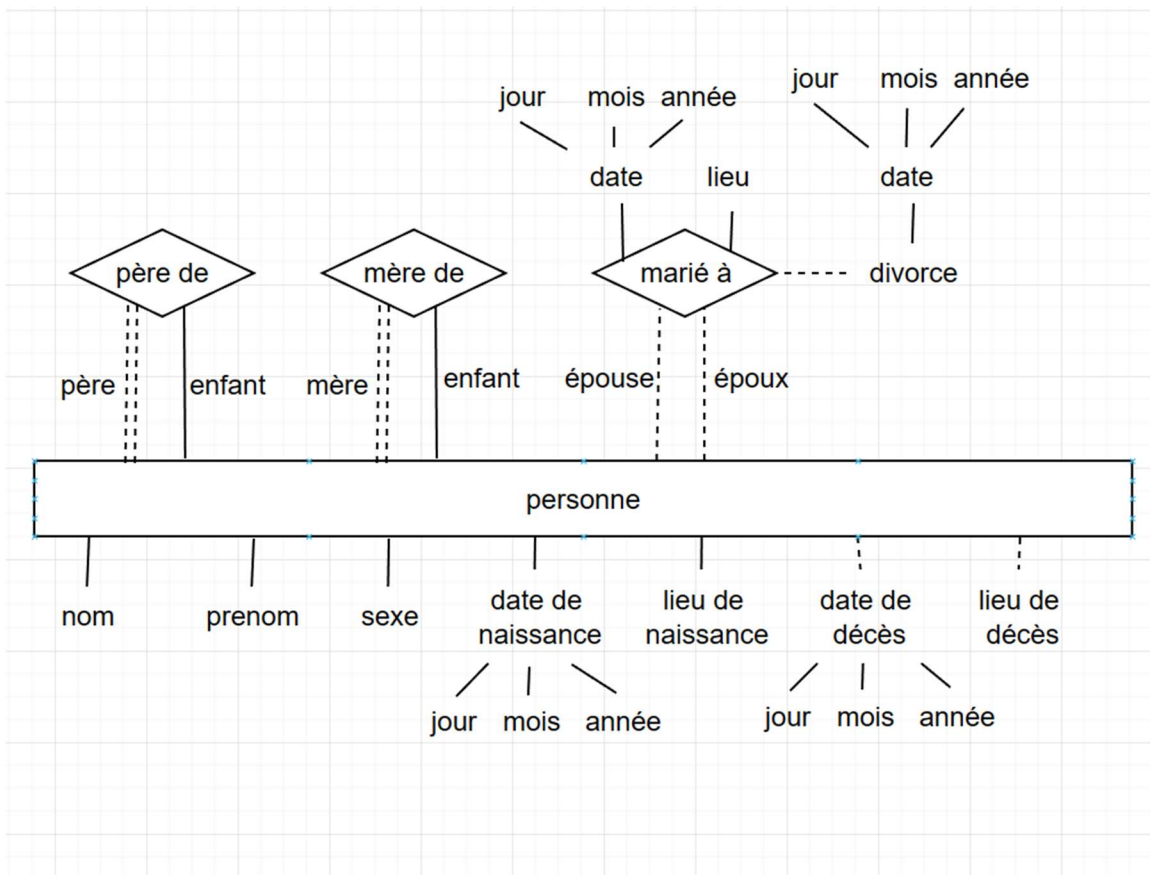 jour mois année
jour mois année
date lieu
date
père de
mère de
marié à
divorce
père
enfant
mère
enfant
épouse
époux
personne
nom
prenom
sexe
date de
naissance
lieu de
naissance
date de
décès
lieu de
décès
jour mois année
jour mois année